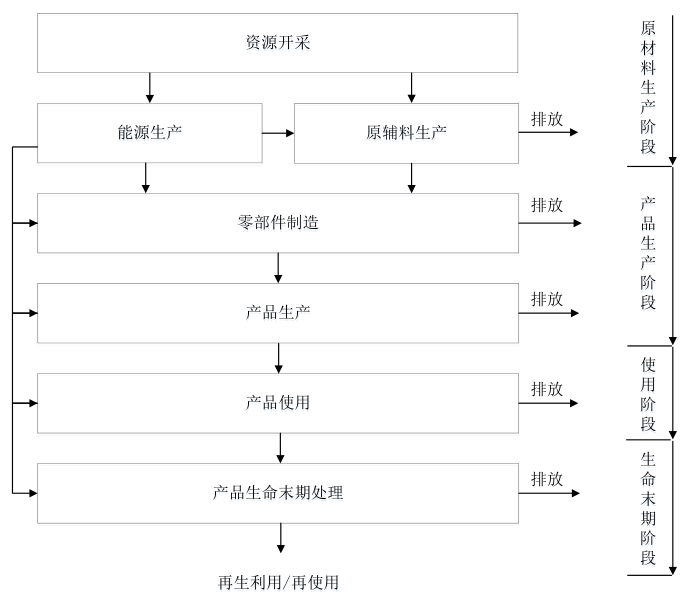 资源开采
能源生产
原辅料生产
排放
原材料生产阶段
零部件制造
排放
产品生产
排放
产品生产阶段
产品使用
排放
使用阶段
产品生命末期处理
排放
生命末期阶段
再生利用/再使用